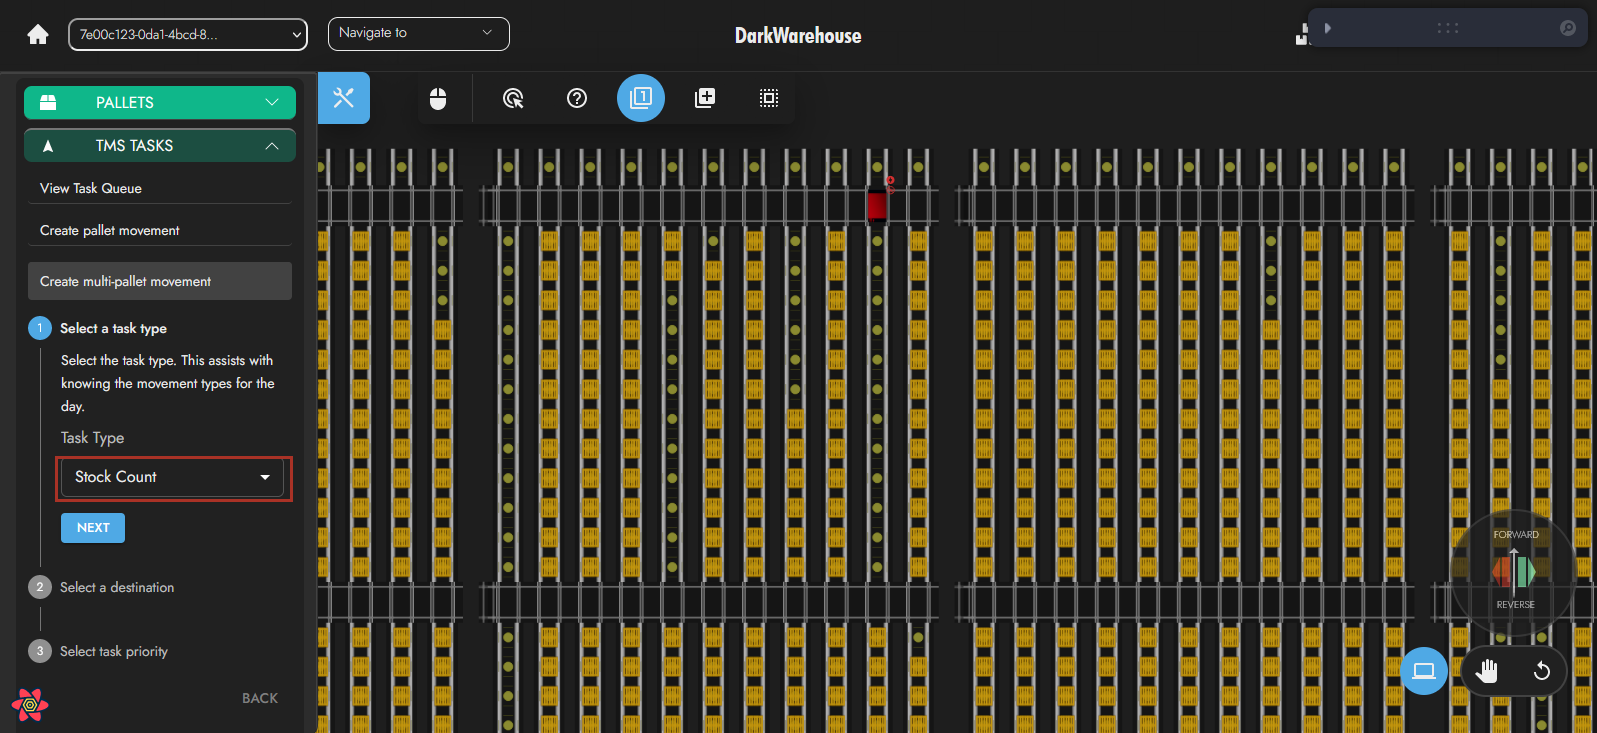 7e00c123-0da1-4bcd-8...
Navigate to
DarkWarehouse
PALLETS
TMS TASKS
View Task Queue
Create pallet movement
Create multi-pallet movement
1 Select a task type
Select the task type. This assists with
knowing the movement types for the
day.
Task Type
Stock Count
NEXT
2 Select a destination
3 Select task priority
BACK
1
FORWARD
REVERSE